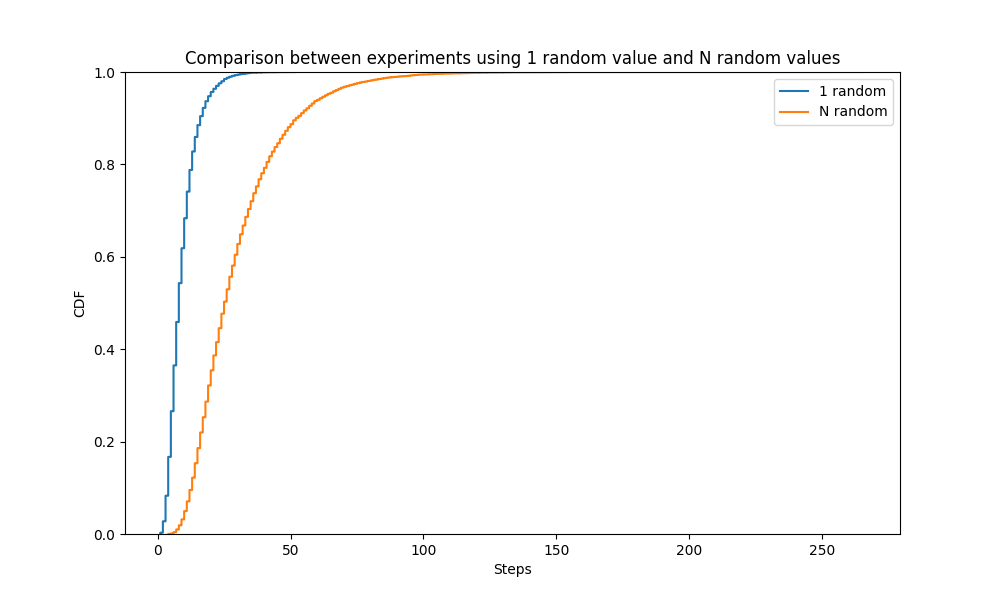 Comparison between experiments using 1 random value and N random values
1.0
0.8
0.6
0.4
0.2
0.0
CDF
1 random
N random
0
50
100
150
200
250
Steps